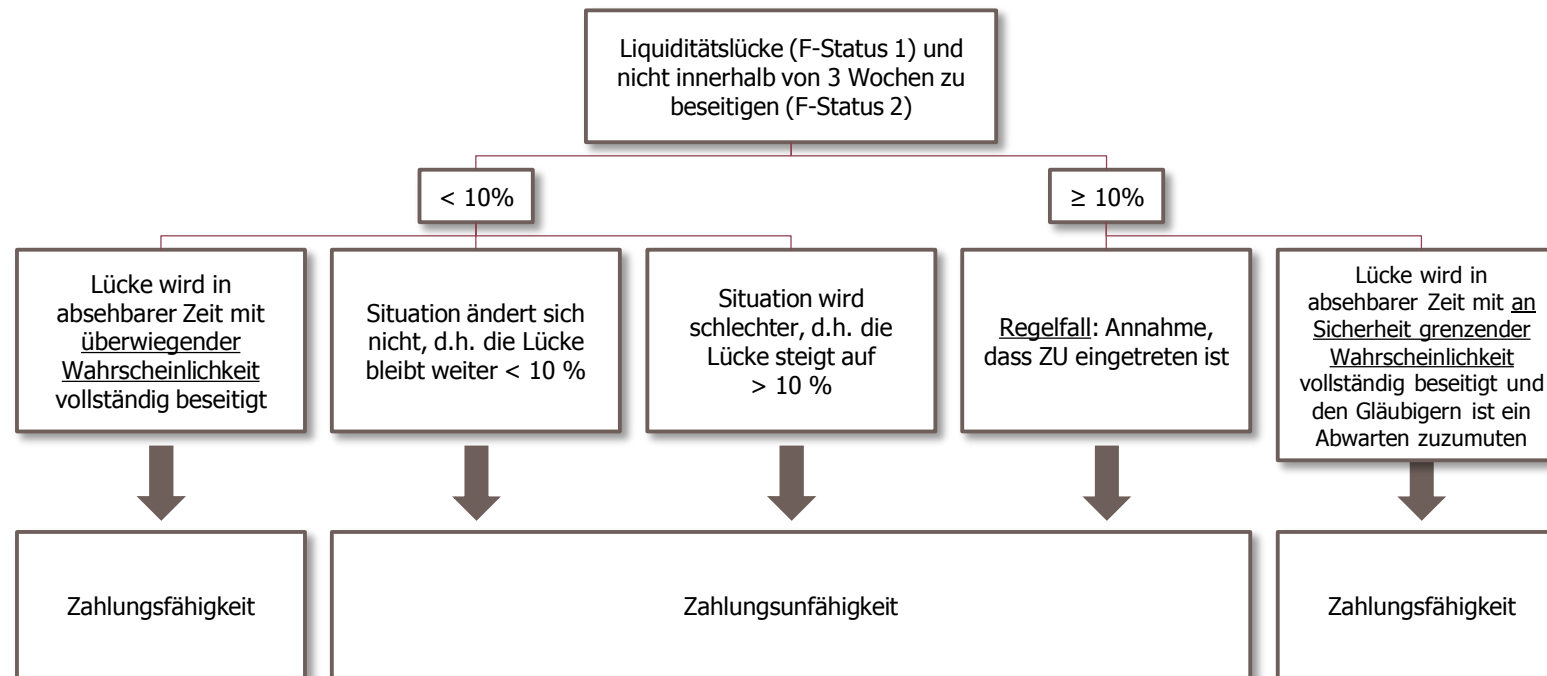 Liquiditätslücke (F-Status 1) und
nicht innerhalb von 3 Wochen zu
beseitigen (F-Status 2)
< 10%
≥ 10%
Lücke wird in
absehbarer Zeit mit
überwiegender
Wahrscheinlichkeit
vollständig beseitigt
Situation ändert sich
nicht, d.h. die Lücke
bleibt weiter < 10 %
Situation wird
schlechter, d.h. die
Lücke steigt auf
> 10 %
Regelfall: Annahme,
dass ZU eingetreten ist
Lücke wird in
absehbarer Zeit mit an
Sicherheit grenzender
Wahrscheinlichkeit
vollständig beseitigt und
den Gläubigern ist ein
Abwarten zuzumuten
Zahlungsfähigkeit
Zahlungsunfähigkeit
Zahlungsfähigkeit